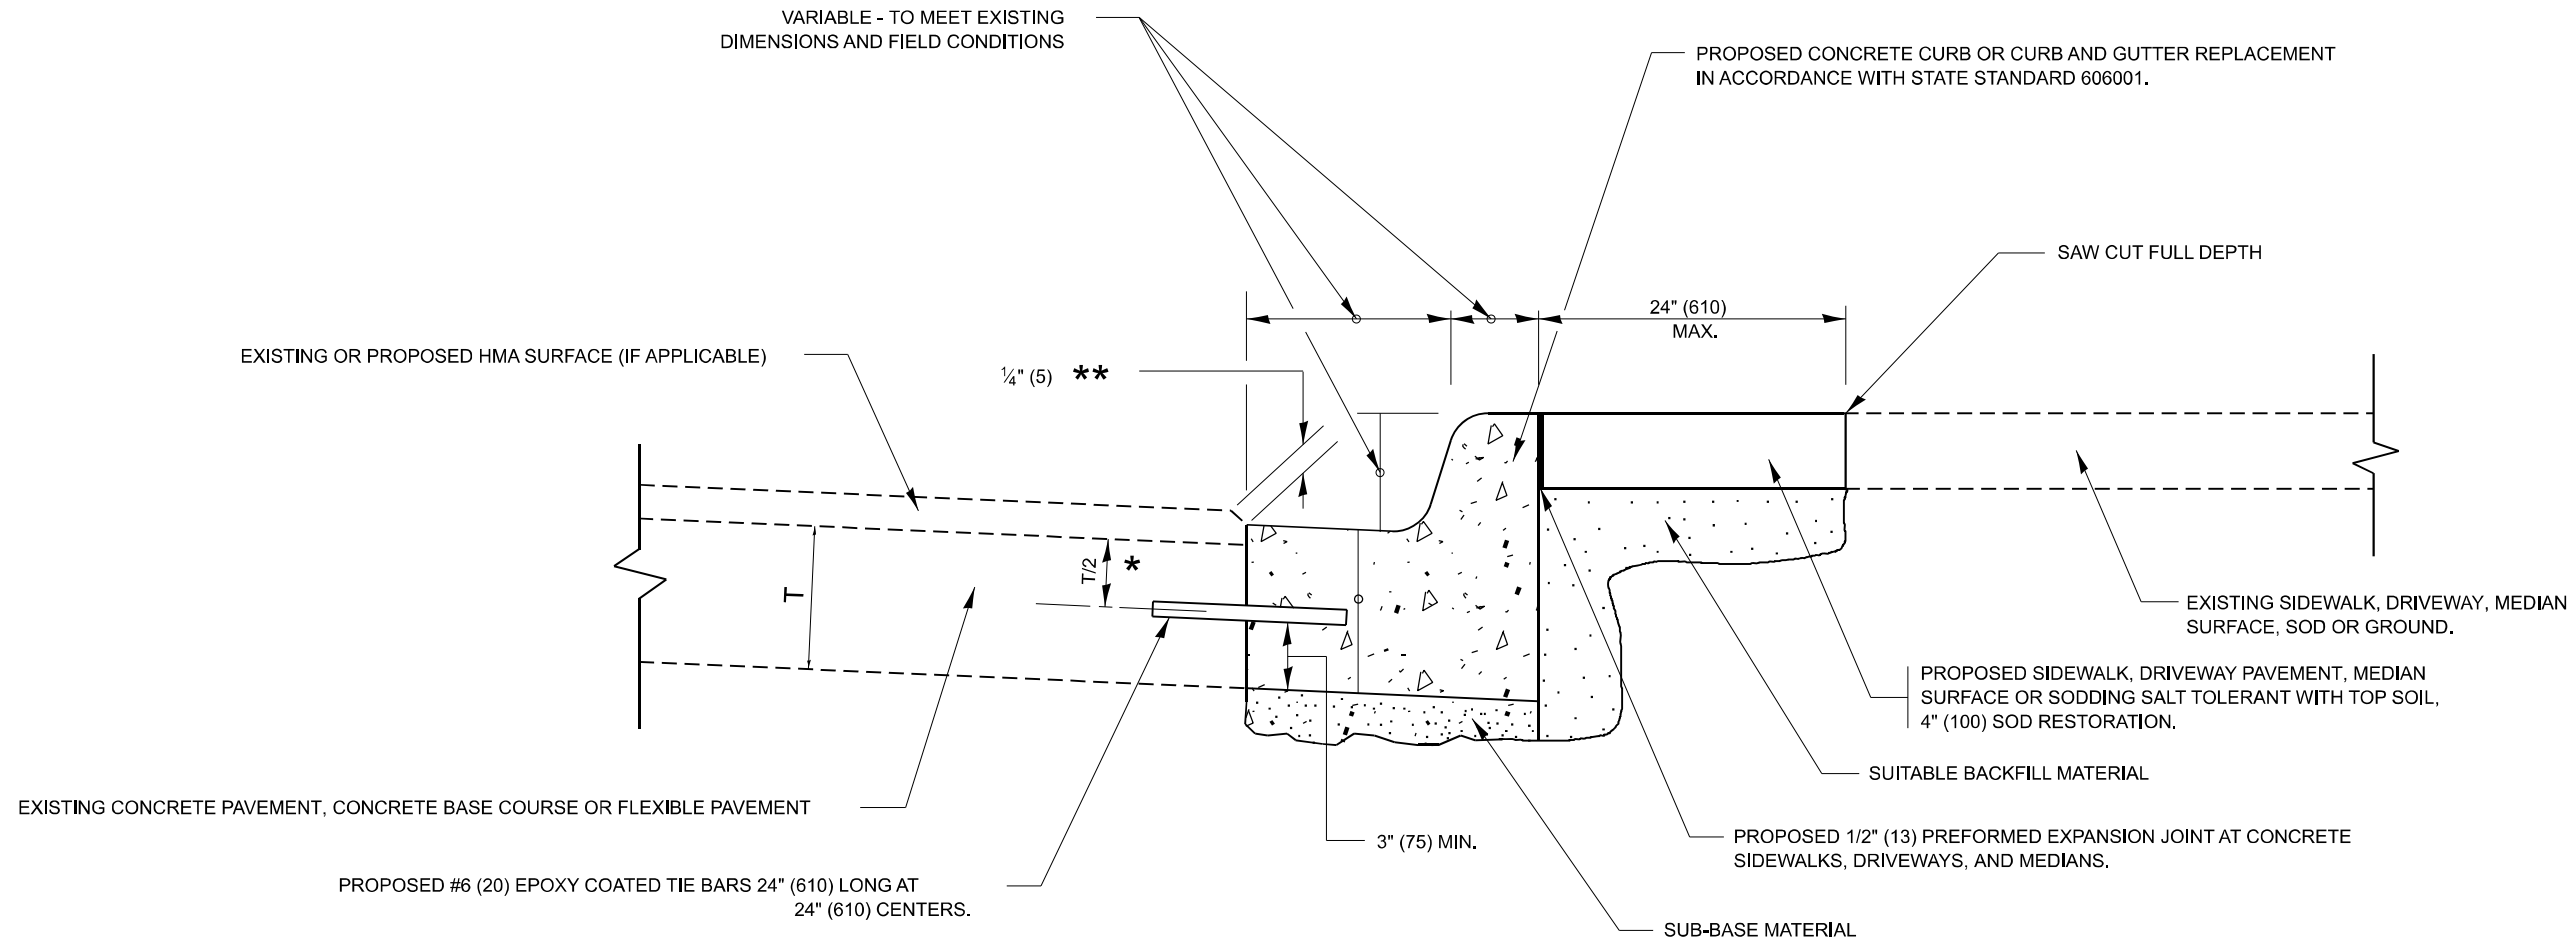 VARIABLE - TO MEET EXISTING
DIMENSIONS AND FIELD CONDITIONS
PROPOSED CONCRETE CURB OR CURB AND GUTTER REPLACEMENT
IN ACCORDANCE WITH STATE STANDARD 606001.
SAW CUT FULL DEPTH
24" (610)
MAX.
EXISTING OR PROPOSED HMA SURFACE (IF APPLICABLE)
¼" (5) **
T/2 *
T
EXISTING SIDEWALK, DRIVEWAY, MEDIAN
SURFACE, SOD OR GROUND.
PROPOSED SIDEWALK, DRIVEWAY PAVEMENT, MEDIAN
SURFACE OR SODDING SALT TOLERANT WITH TOP SOIL,
4" (100) SOD RESTORATION.
SUITABLE BACKFILL MATERIAL
EXISTING CONCRETE PAVEMENT, CONCRETE BASE COURSE OR FLEXIBLE PAVEMENT
3" (75) MIN.
PROPOSED 1/2" (13) PREFORMED EXPANSION JOINT AT CONCRETE
SIDEWALKS, DRIVEWAYS, AND MEDIANS.
PROPOSED #6 (20) EPOXY COATED TIE BARS 24" (610) LONG AT
24" (610) CENTERS.
SUB-BASE MATERIAL